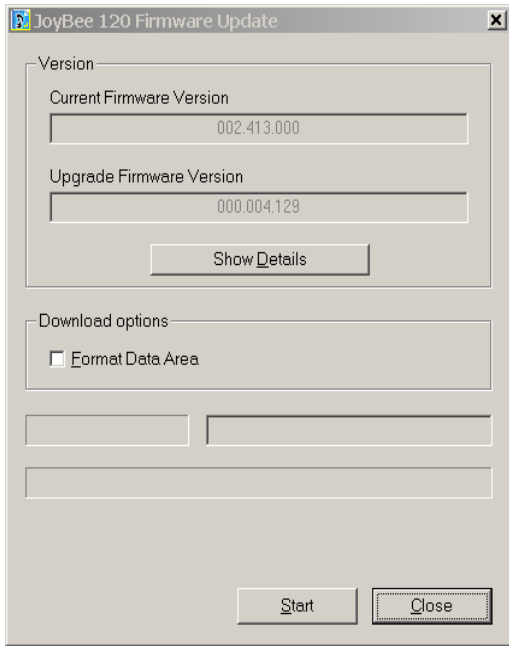 JoyBee 120 Firmware Update
Version
Current Firmware Version
002.413.000
Upgrade Firmware Version
000.004.129
Show Details
Download options
Format Data Area
Start
Close